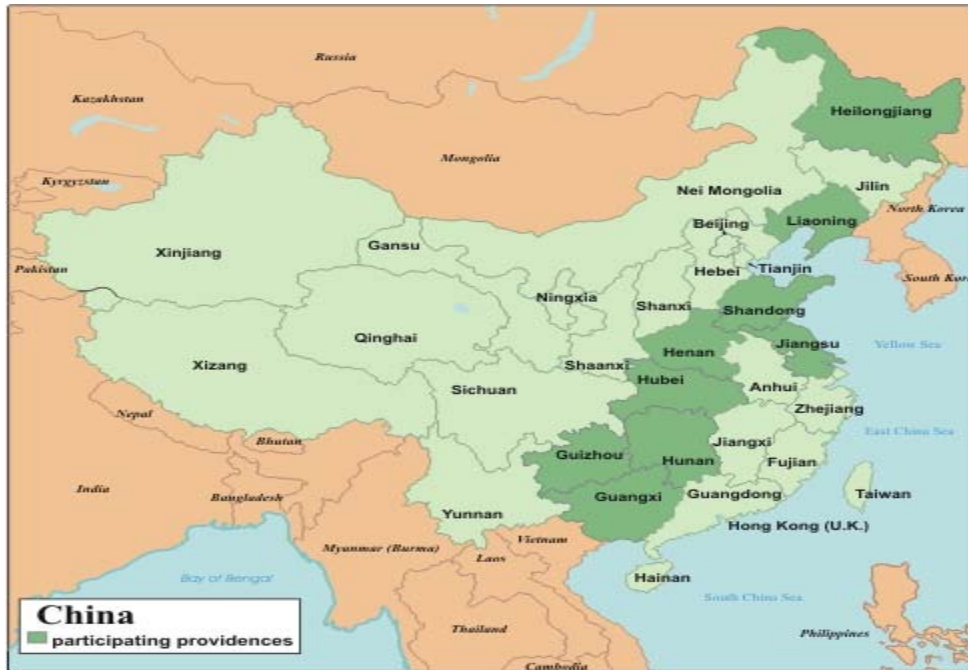 Russia
Kazakhstan
Heilongjiang
Mongolia
Kyrgyzstan
Nei Mongolia
Jilin
North Korea
Liaoning
Beijing
Gansu
Xinjiang
Pakistan
Hebei
Tianjin
South Kor
Ningxia
Shanxi
Shandong
Qinghai
Jiangsu
Yellow Sea
Henan
Xizang
Shaanxi
Hubei
Sichuan
Anhui
Zhejiang
Nepal
East China Sea
Bhutan
Jiangxi
Guizhou
Hunan
Fujian
India
Guangxi
Guangdong
Taiwan
Bangladesh
Yunnan
Hong Kong (U.K.)
Vietnam
Myanmar (Burma)
Laos
Bay of Bengal
Hainan
South China Sea
China
participating providences
Thailand
Philippines
Cambodia